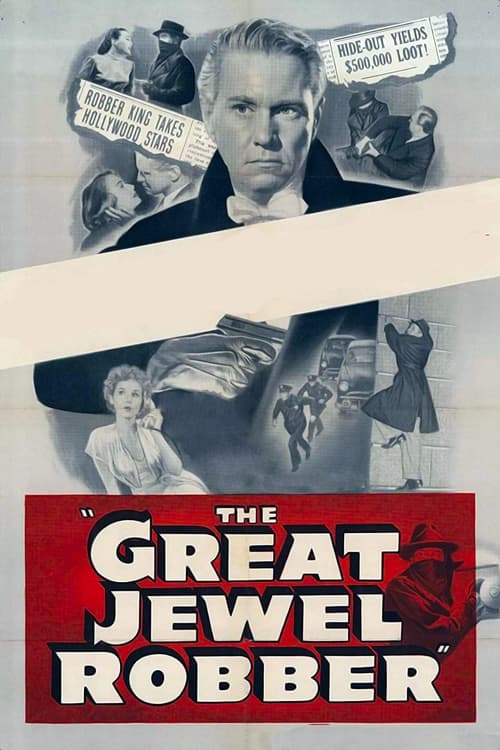 HIDE-OUT YIELDS
$500,000 LOOT!
ROBBER KING TAKES
HOLLYWOOD STARS
THE
"GREAT
JEWEL
ROBBER"